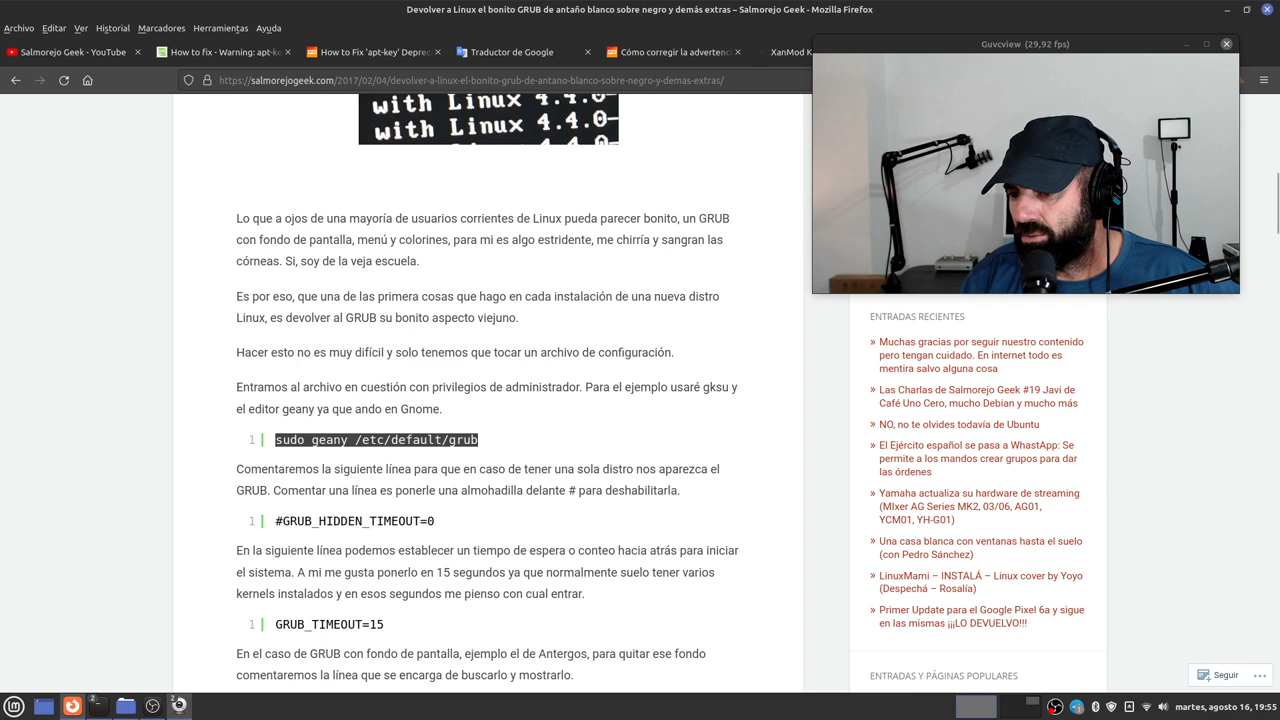 Devolver a Linux el bonito GRUB de antaño blanco sobre negro y demás extras – Salmorejo Geek - Mozilla Firefox
Archivo Editar Ver Historial Marcadores Herramientas Ayuda
Salmorejo Geek - YouTube
How to fix - Warning: apt-ke
How to Fix 'apt-key' Depreca
Traductor de Google
Cómo corregir la advertenci
XanMod K
Guvcview (29,92 fps)
https://salmorejogeek.com/2017/02/04/devolver-a-linux-el-bonito-grub-de-antano-blanco-sobre-negro-y-demas-extras/
with Linux 4.4.0-
with Linux 4.4.0-
Lo que a ojos de una mayoría de usuarios corrientes de Linux pueda parecer bonito, un GRUB
con fondo de pantalla, menú y colorines, para mi es algo estridente, me chirría y sangran las
córneas. Si, soy de la veja escuela.
Es por eso, que una de las primera cosas que hago en cada instalación de una nueva distro
Linux, es devolver al GRUB su bonito aspecto viejuno.
Hacer esto no es muy difícil y solo tenemos que tocar un archivo de configuración.
Entramos al archivo en cuestión con privilegios de administrador. Para el ejemplo usaré gksu y
el editor geany ya que ando en Gnome.
1 sudo geany /etc/default/grub
Comentaremos la siguiente línea para que en caso de tener una sola distro nos aparezca el
GRUB. Comentar una línea es ponerle una almohadilla delante # para deshabilitarla.
1 #GRUB_HIDDEN_TIMEOUT=0
En la siguiente línea podemos establecer un tiempo de espera o conteo hacia atrás para iniciar
el sistema. A mi me gusta ponerlo en 15 segundos ya que normalmente suelo tener varios
kernels instalados y en esos segundos me pienso con cual entrar.
1 GRUB_TIMEOUT=15
En el caso de GRUB con fondo de pantalla, ejemplo el de Antergos, para quitar ese fondo
comentaremos la línea que se encarga de buscarlo y mostrarlo.
ENTRADAS RECIENTES
» Muchas gracias por seguir nuestro contenido
pero tengan cuidado. En internet todo es
mentira salvo alguna cosa
» Las Charlas de Salmorejo Geek #19 Javi de
Café Uno Cero, mucho Debian y mucho más
» NO, no te olvides todavía de Ubuntu
» El Ejército español se pasa a WhastApp: Se
permite a los mandos crear grupos para dar
las órdenes
» Yamaha actualiza su hardware de streaming
(MIxer AG Series MK2, 03/06, AG01,
YCM01, YH-G01)
» Una casa blanca con ventanas hasta el suelo
(con Pedro Sánchez)
» LinuxMami – INSTALÁ – Linux cover by Yoyo
(Despechá – Rosalía)
» Primer Update para el Google Pixel 6a y sigue
en las mismas ¡¡¡LO DEVUELVO!!!
ENTRADAS Y PÁGINAS POPULARES
Seguir
martes, agosto 16, 19:55